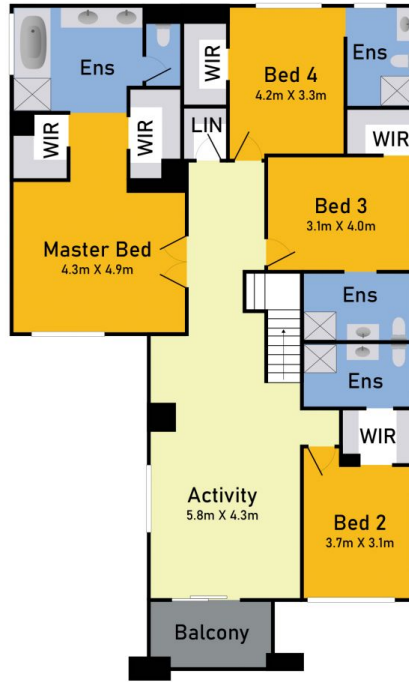 Ens
WIR
Bed 4
4.2m X 3.3m
Ens
WIR
WIR
LIN
WIR
Master Bed
4.3m X 4.9m
Bed 3
3.1m X 4.0m
Ens
Ens
WIR
Activity
5.8m X 4.3m
Bed 2
3.7m X 3.1m
Balcony